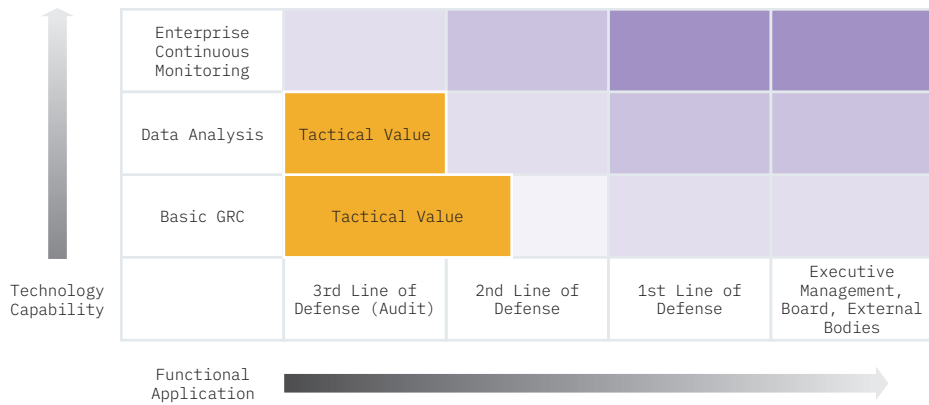 Enterprise
Continuous
Monitoring
Data Analysis
Tactical Value
Basic GRC
Tactical Value
Technology
Capability
3rd Line of
Defense (Audit)
2nd Line of
Defense
1st Line of
Defense
Executive
Management,
Board, External
Bodies
Functional
Application